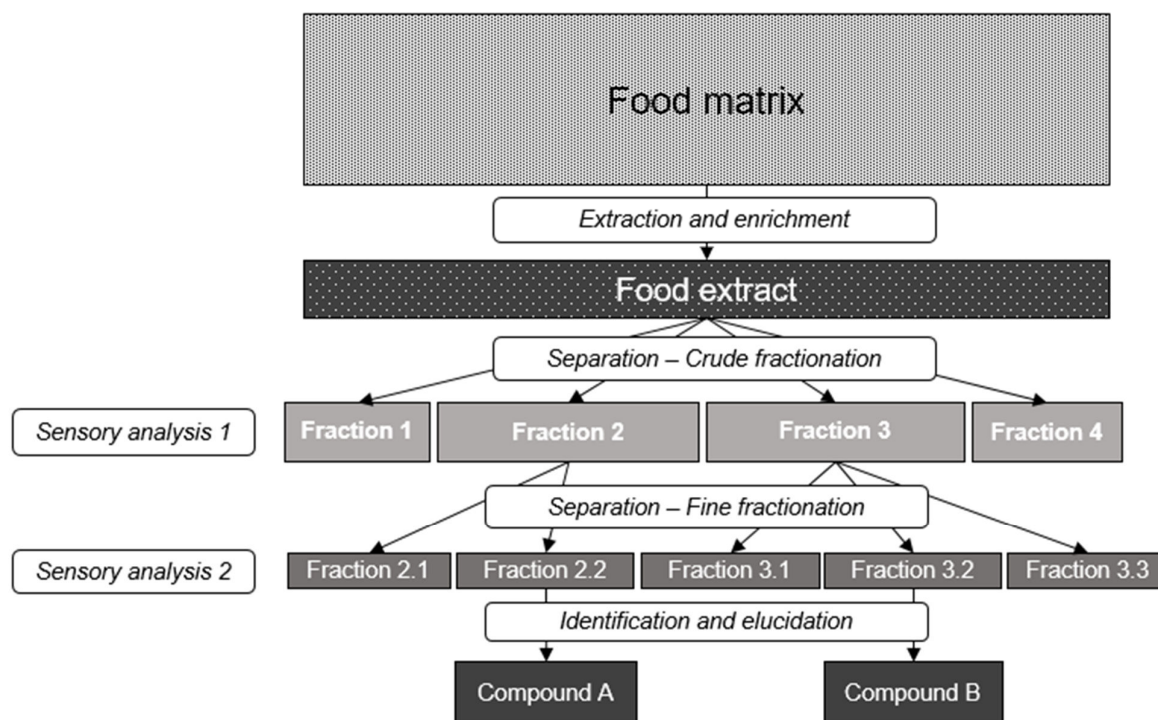 Food matrix
Extraction and enrichment
Food extract
Separation – Crude fractionation
Sensory analysis 1
Fraction 1
Fraction 2
Fraction 3
Fraction 4
Separation – Fine fractionation
Sensory analysis 2
Fraction 2.1
Fraction 2.2
Fraction 3.1
Fraction 3.2
Fraction 3.3
Identification and elucidation
Compound A
Compound B